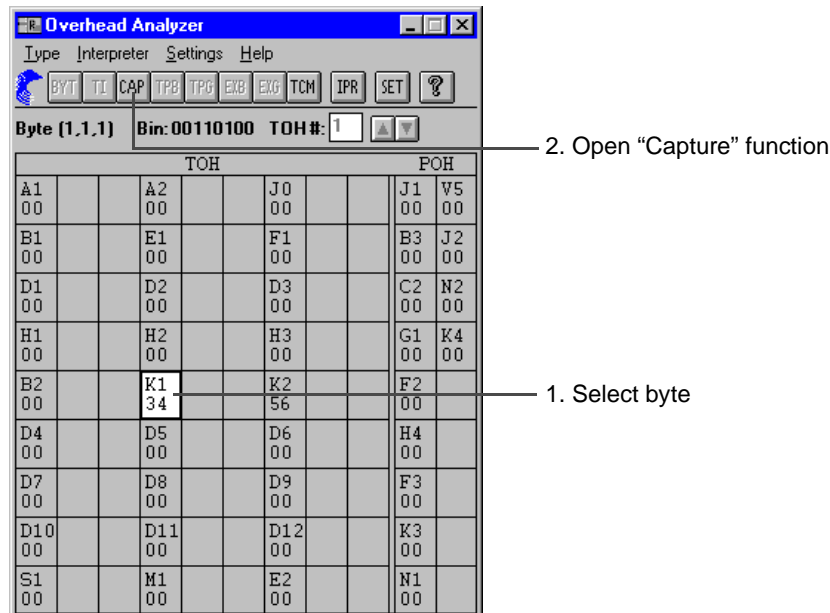 Overhead Analyzer
Type Interpreter Settings Help
BYT TI CAP TPB TPG EXB EXG TCM IPR SET ?
Byte (1,1,1) Bin:00110100 TOH#: 1
2. Open “Capture” function
TOH POH
A1 A2 J0 J1 V5
00 00 00 00 00
B1 E1 F1 B3 J2
00 00 00 00 00
D1 D2 D3 C2 N2
00 00 00 00 00
H1 H2 H3 G1 K4
00 00 00 00 00
B2 K1 K2 F2
00 34 56 00
1. Select byte
D4 D5 D6 H4
00 00 00 00
D7 D8 D9 F3
00 00 00 00
D10 D11 D12 K3
00 00 00 00
S1 M1 E2 N1
00 00 00 00